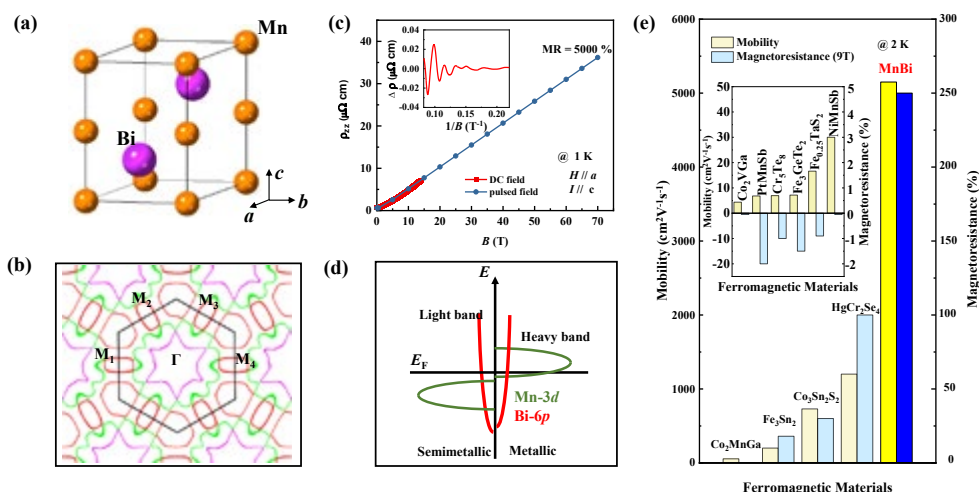 (a)
Mn
Bi
c
b
a
(b)
M₂
M₃
M₁
Γ
M₄
(c)
MR = 5000 %
ρzz (μΩ cm)
40
30
20
10
0
Δ ρ (μΩ cm)
0.04
0.02
0.00
-0.02
-0.04
0.10
0.15
0.20
1/B (T⁻¹)
@ 1 K
H // a
I // c
DC field
pulsed field
0
10
20
30
40
50
60
70
B (T)
(d)
E
Light band
Heavy band
E_F
Mn-3d
Bi-6p
Semimetallic
Metallic
(e)
Mobility (cm²V⁻¹s⁻¹)
6000
5000
4000
3000
2000
1000
0
Mobility
Magnetoresistance (9T)
@ 2 K
MnBi
Mobility (cm²V⁻¹s⁻¹)
50
40
30
20
10
0
-10
-20
Co₂VGa
PtMnSb
Cr₅Te₈
Fe₃GeTe₂
Fe₀.₂₅TaS₂
NiMnSb
5
4
3
2
1
0
-1
-2
Magnetoresistance (%)
Ferromagnetic Materials
Co₂MnGa
Fe₃Sn₂
Co₃Sn₂S₂
HgCr₂Se₄
300
250
200
150
100
50
0
Magnetoresistance (%)
Ferromagnetic Materials